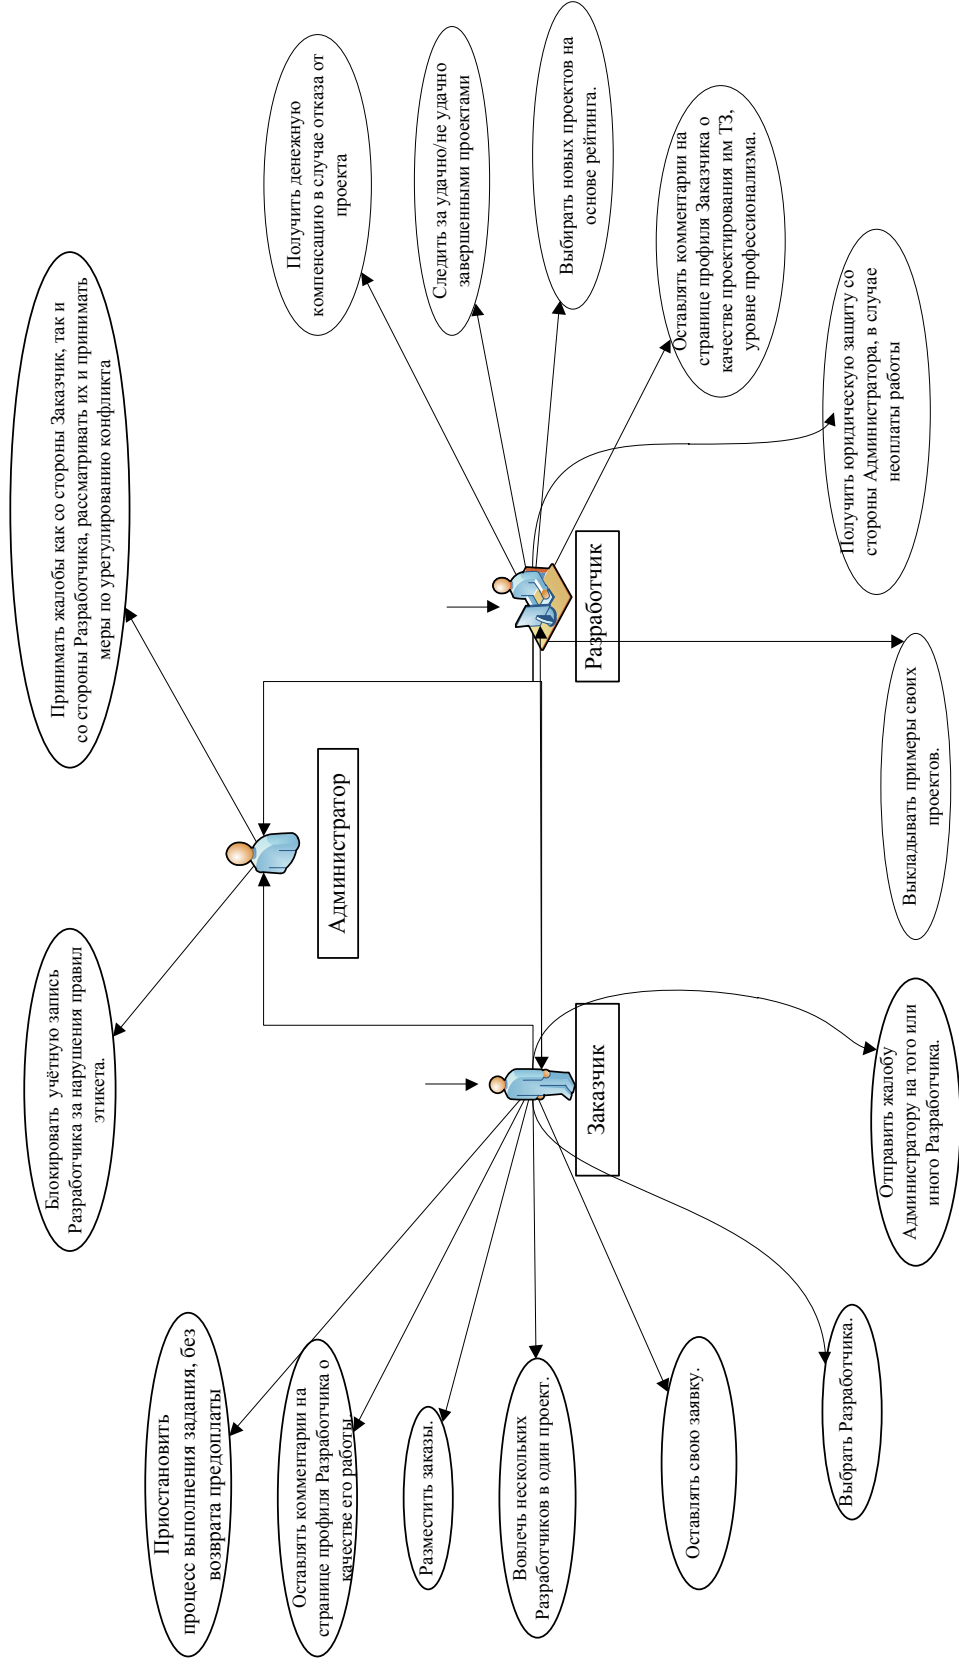 Блокировать учётную запись
Разработчика за нарушения правил
этикета.
Принимать жалобы как со стороны Заказчик, так и
со стороны Разработчика, рассматривать их и принимать
меры по урегулированию конфликта
Администратор
Приостановить
процесс выполнения задания, без
возврата предоплаты
Оставлять комментарии на
странице профиля Разработчика о
качестве его работы
Разместить заказы.
Вовлечь нескольких
Разработчиков в один проект.
Оставлять свою заявку.
Выбрать Разработчика.
Отправить жалобу
Администратору на того или
иного Разработчика.
Заказчик
Разработчик
Получить денежную
компенсацию в случае отказа от
проекта
Следить за удачно/не удачно
завершенными проектами
Выбирать новых проектов на
основе рейтинга.
Оставлять комментарии на
странице профиля Заказчика о
качестве проектирования им ТЗ,
уровне профессионализма.
Получить юридическую защиту со
стороны Администратора, в случае
неоплаты работы
Выкладывать примеры своих
проектов.